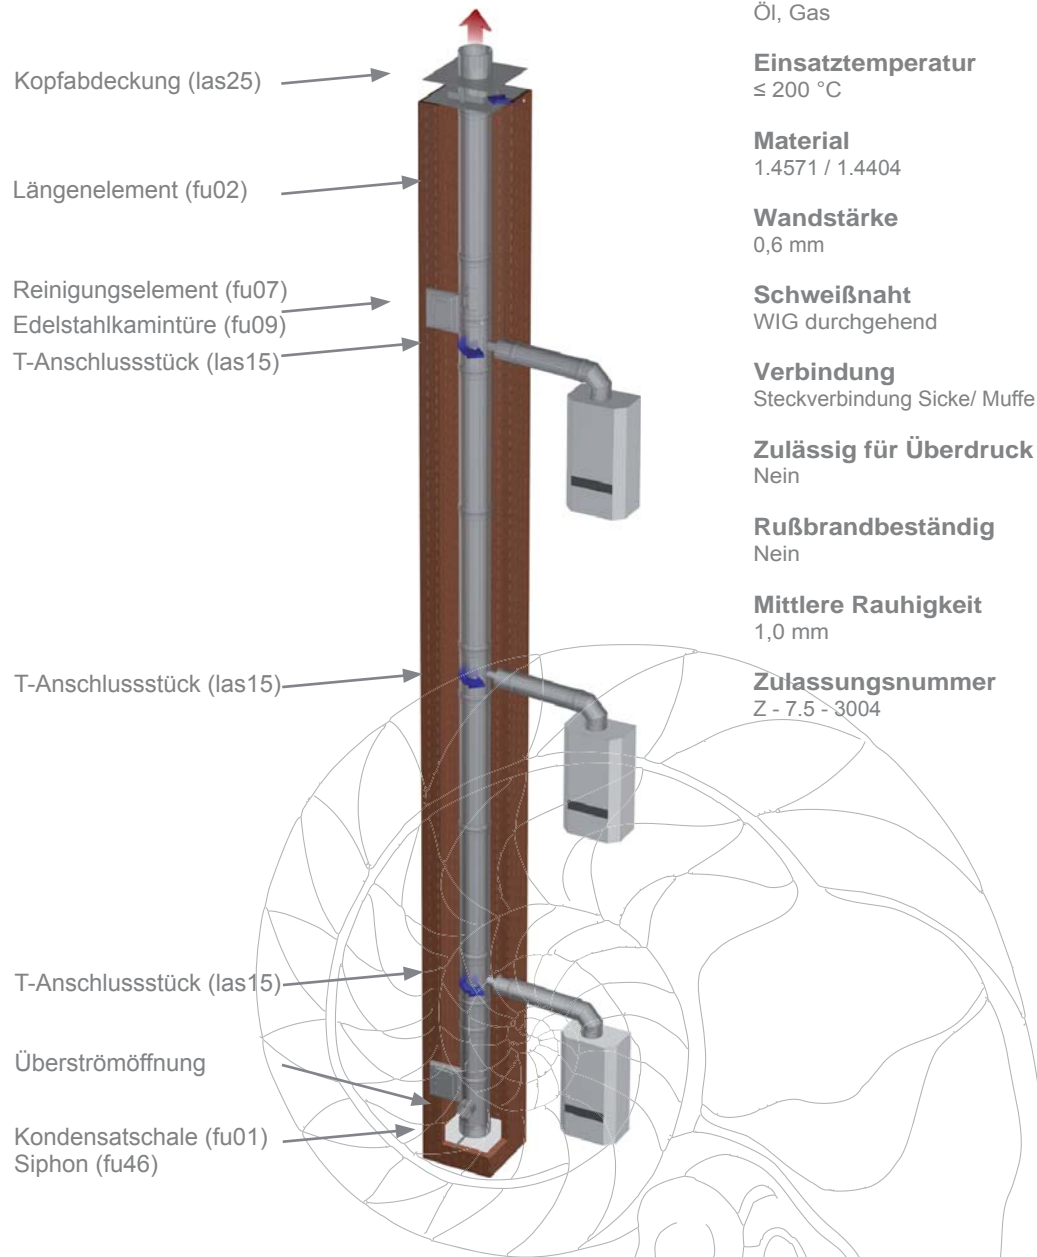 Kopfabdeckung (las25)
Längenelement (fu02)
Reinigungselement (fu07)
Edelstahlkamintüre (fu09)
T-Anschlussstück (las15)
T-Anschlussstück (las15)
T-Anschlussstück (las15)
Überströmöffnung
Kondensatschale (fu01)
Siphon (fu46)
Öl, Gas
Einsatztemperatur
≤ 200 °C
Material
1.4571 / 1.4404
Wandstärke
0,6 mm
Schweißnaht
WIG durchgehend
Verbindung
Steckverbindung Sicke/ Muffe
Zulässig für Überdruck
Nein
Rußbrandbeständig
Nein
Mittlere Rauhigkeit
1,0 mm
Zulassungsnummer
Z - 7.5 - 3004